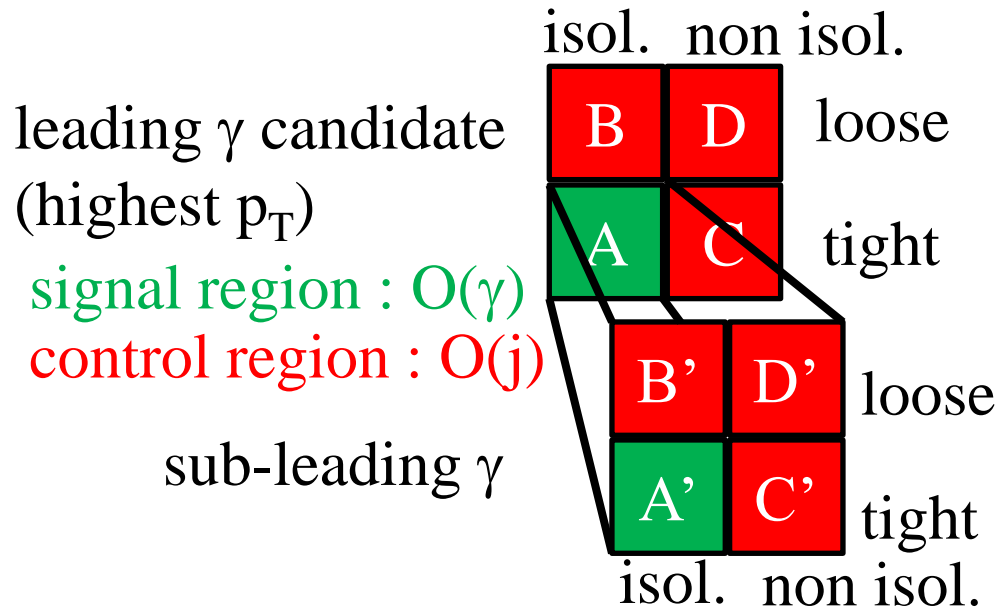 isol. non isol.
leading γ candidate
(highest pT)
B D loose
A C tight
signal region : O(γ)
control region : O(j)
B’ D’ loose
sub-leading γ
A’ C’ tight
isol. non isol.